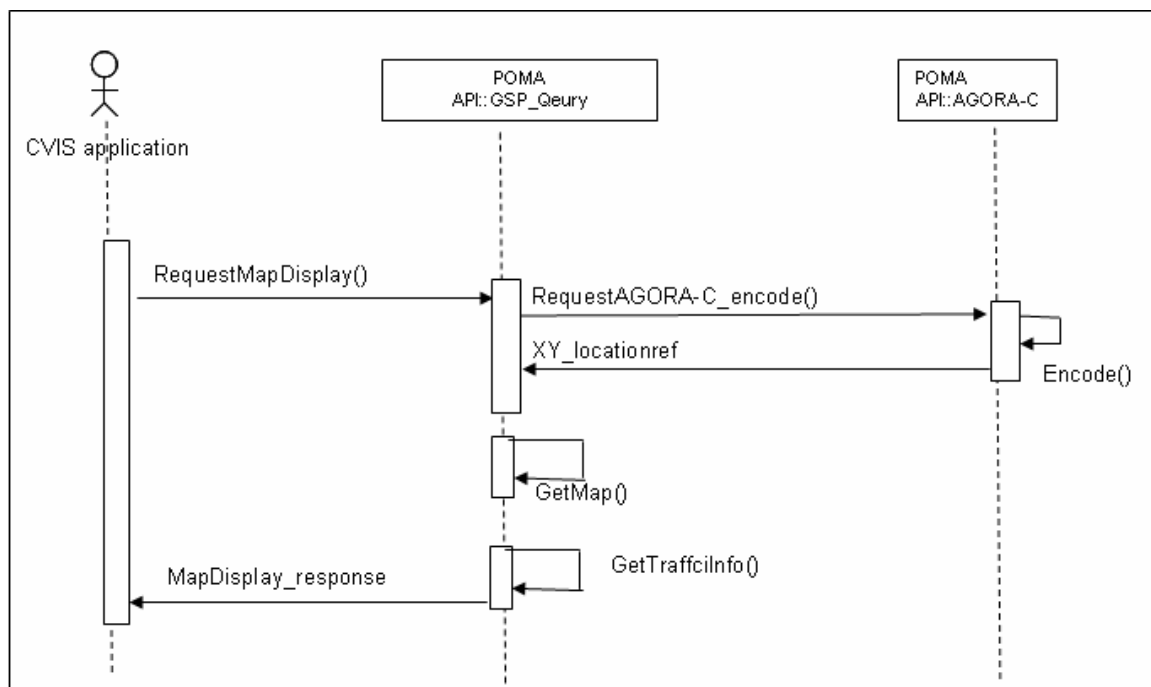 POMA
API::GSP_Qeury
POMA
API::AGORA-C
CVIS application
RequestMapDisplay()
RequestAGORA-C_encode()
XY_locationref
Encode()
GetMap()
GetTraffciInfo()
MapDisplay_response